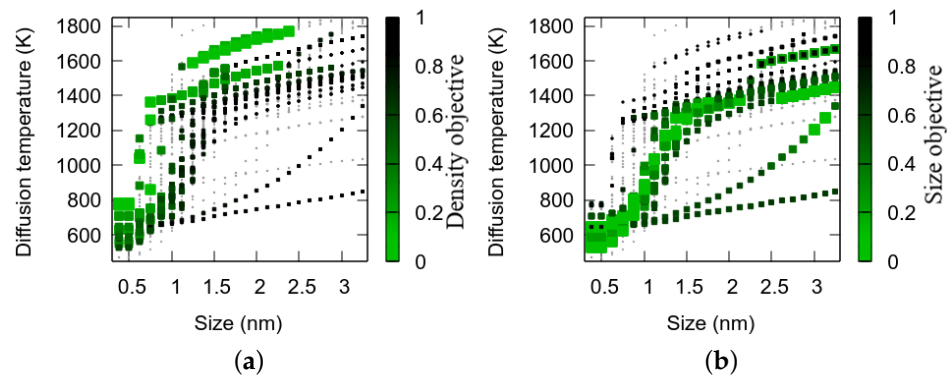 Diffusion temperature (K)
1800
1600
1400
1200
1000
800
600
0.5 1 1.5 2 2.5 3
Size (nm)
1
0.8
0.6
0.4
0.2
0
Density objective
(a)
Diffusion temperature (K)
1800
1600
1400
1200
1000
800
600
0.5 1 1.5 2 2.5 3
Size (nm)
1
0.8
0.6
0.4
0.2
0
Size objective
(b)